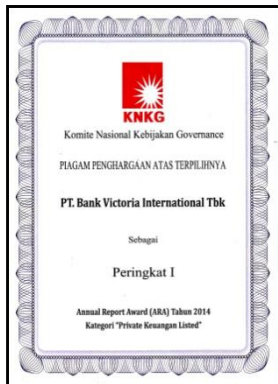 KNKG
Komite Nasional Kebijakan Governance
PIAGAM PENGHARGAAN ATAS TERPILIHNYA
PT. Bank Victoria International Tbk
Sebagai
Peringkat I
Annual Report Award (ARA) Tahun 2014
Kategori "Private Keuangan Listed"